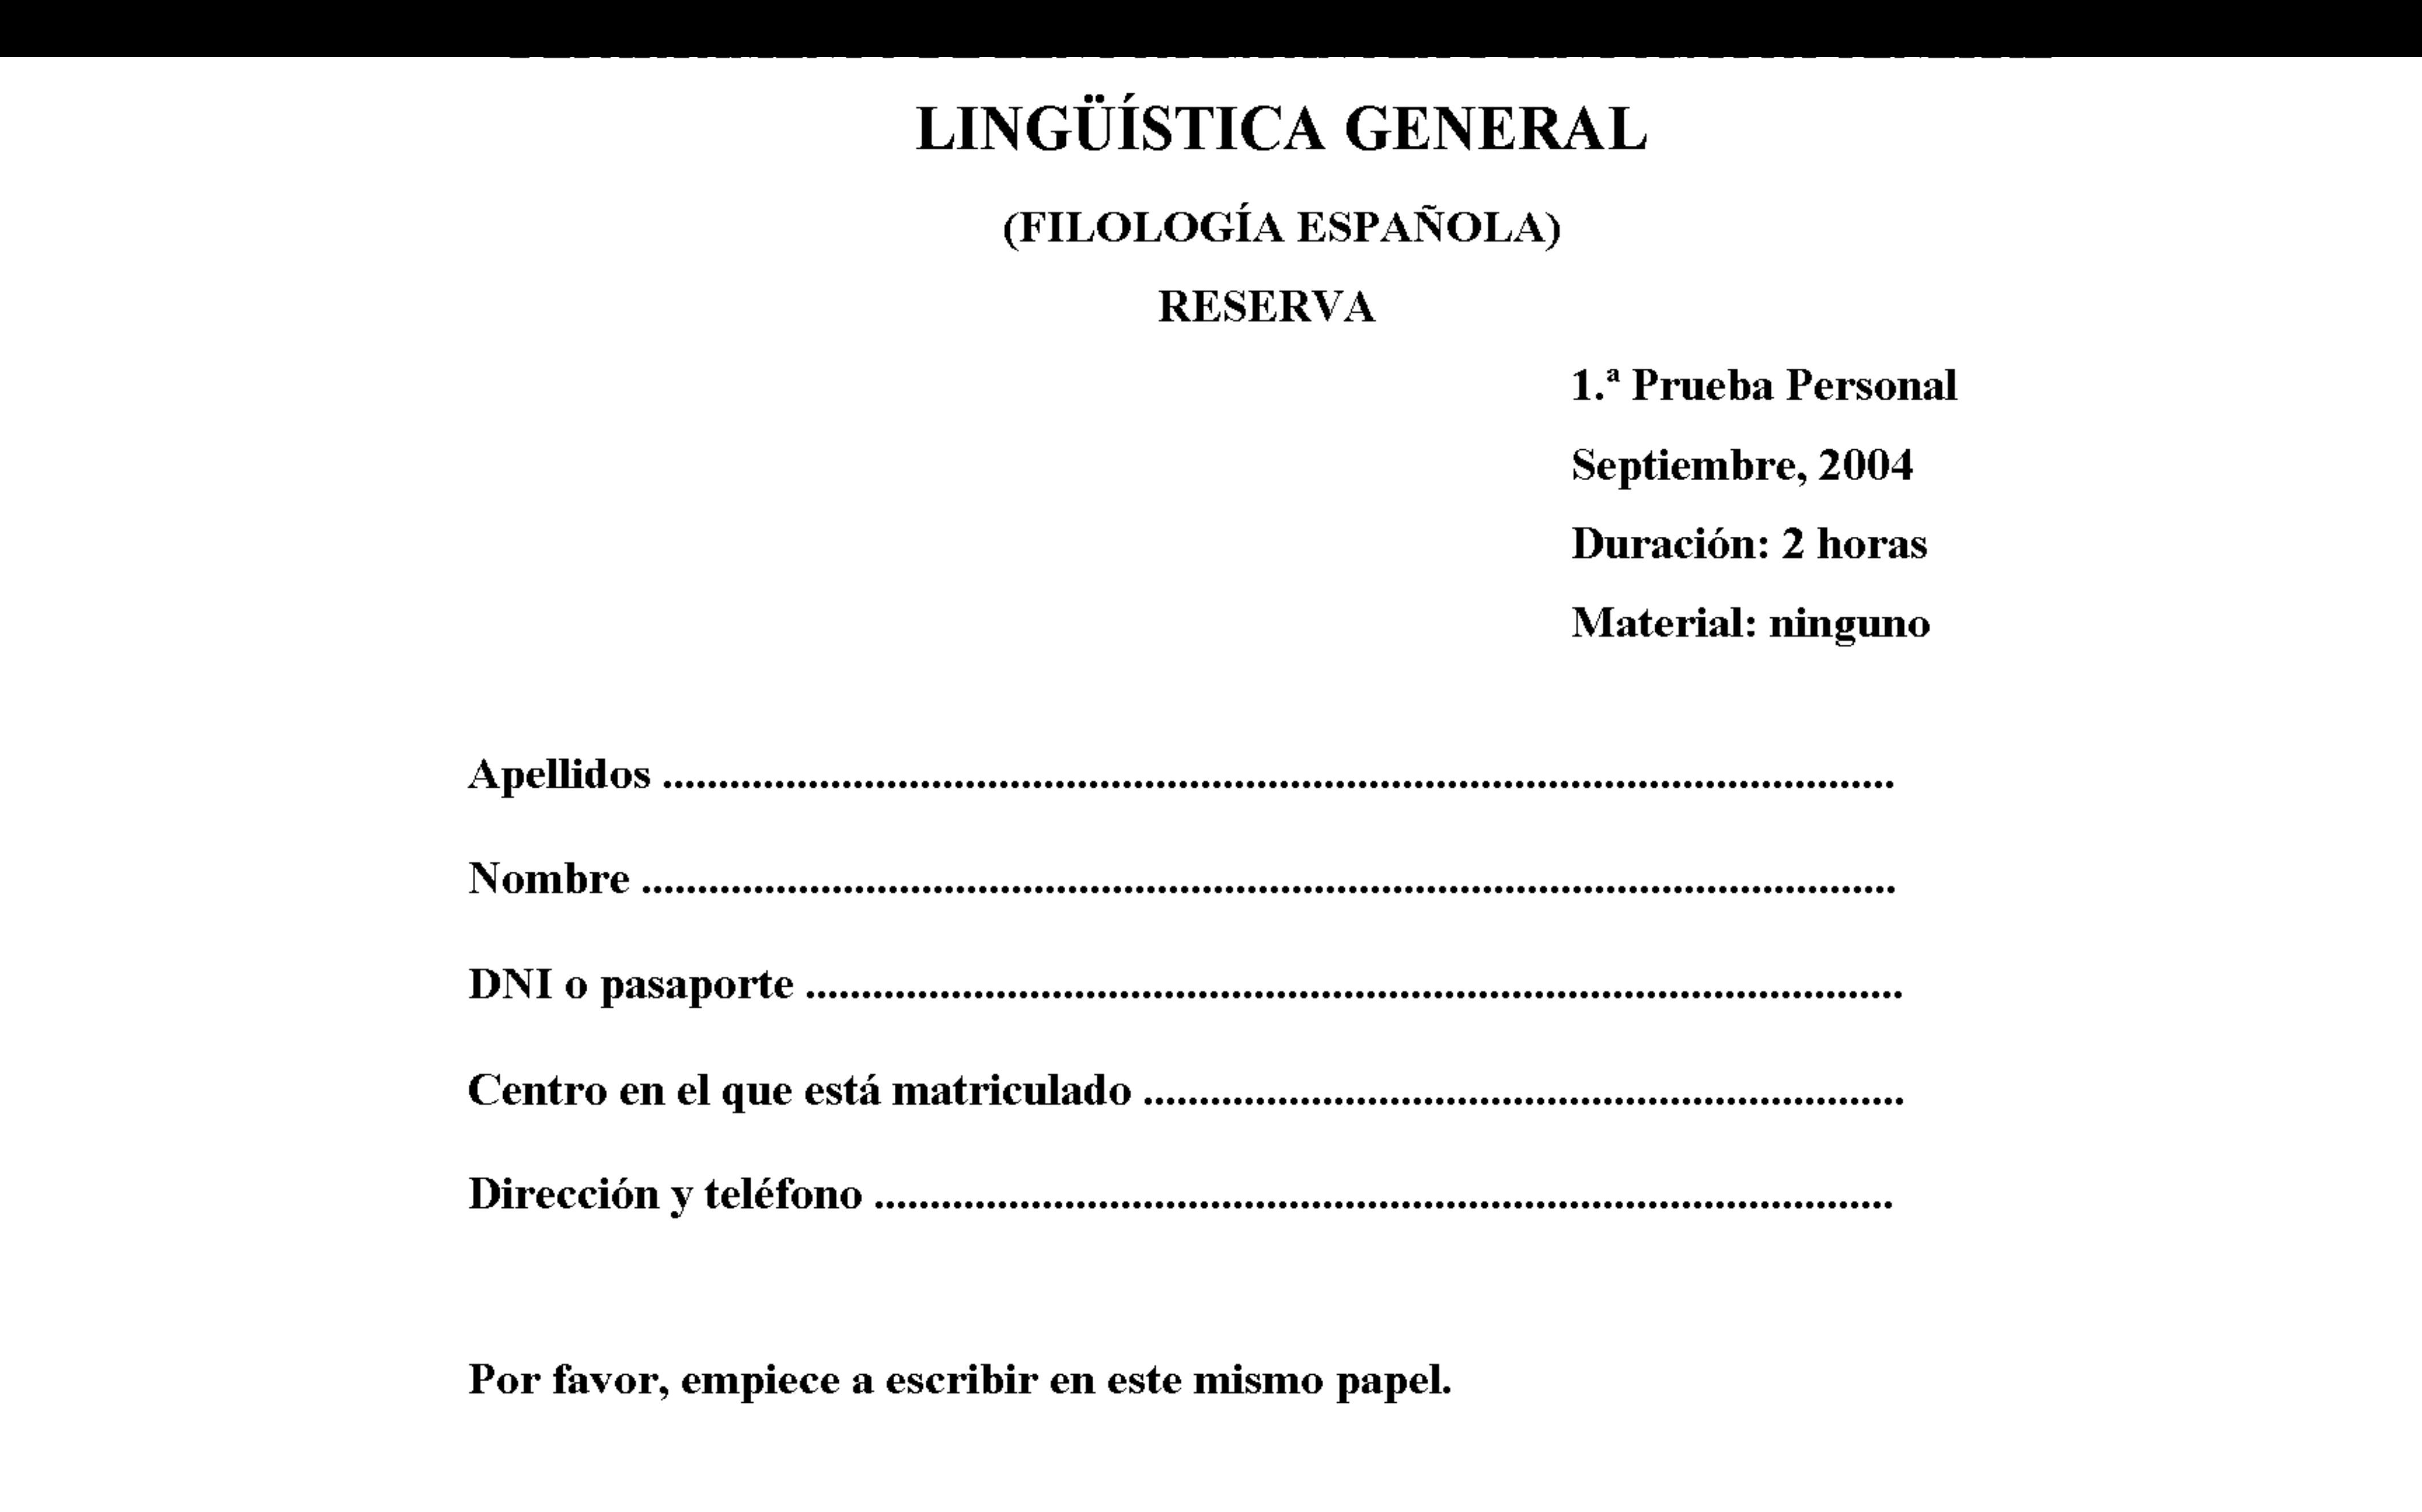 LINGÜÍSTICA GENERAL
(FILOLOGÍA ESPAÑOLA)
RESERVA
1.ª Prueba Personal
Septiembre, 2004
Duración: 2 horas
Material: ninguno
Apellidos ..............................................................................................................
Nombre ................................................................................................................
DNI o pasaporte ..................................................................................................
Centro en el que está matriculado ....................................................................
Dirección y teléfono ...........................................................................................
Por favor, empiece a escribir en este mismo papel.